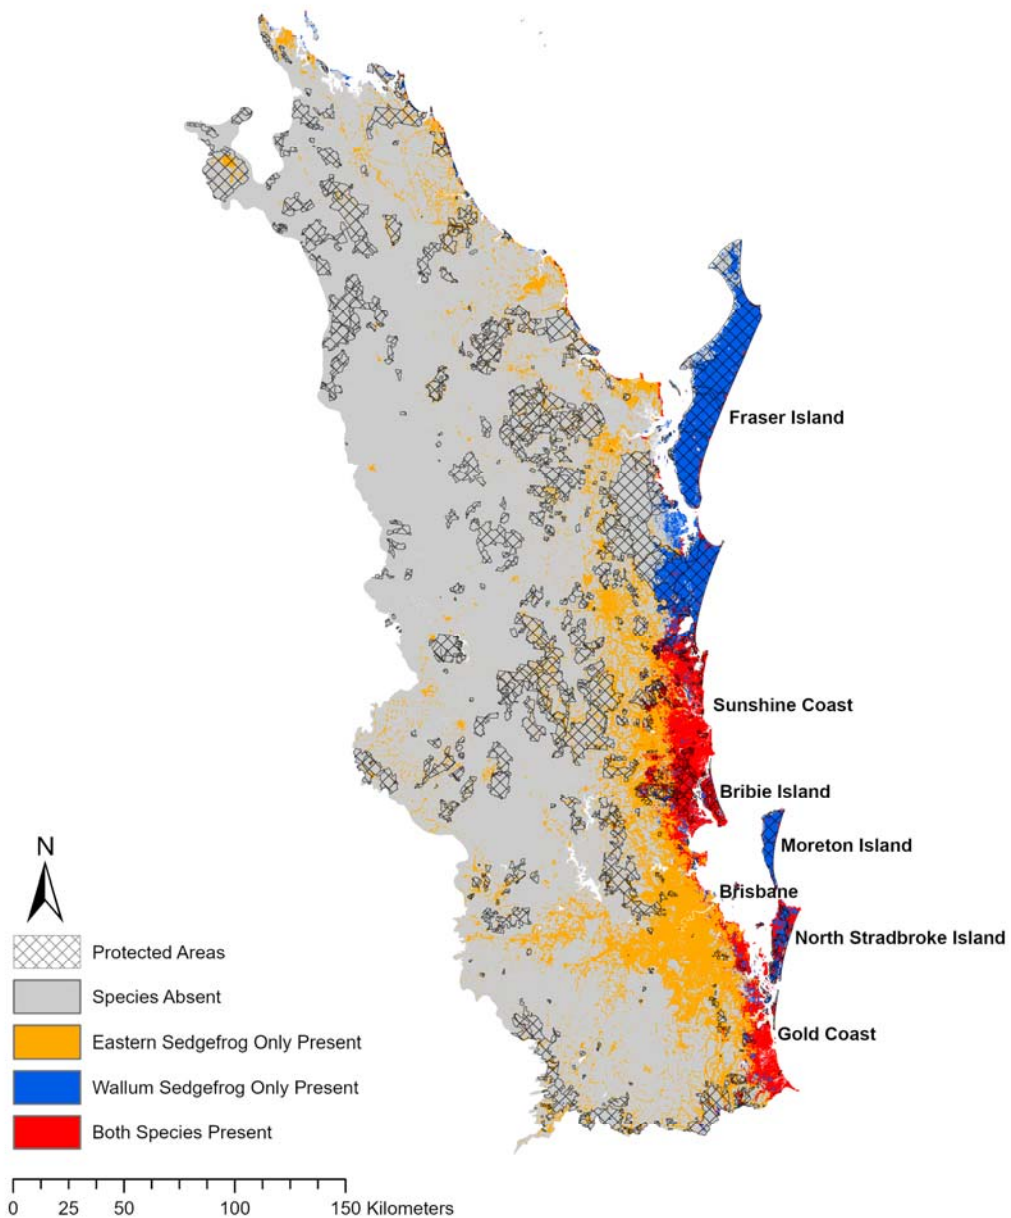 Fraser Island
Sunshine Coast
Bribie Island
Moreton Island
Brisbane
North Stradbroke Island
Gold Coast
N
Protected Areas
Species Absent
Eastern Sedgefrog Only Present
Wallum Sedgefrog Only Present
Both Species Present
0 25 50 100 150 Kilometers